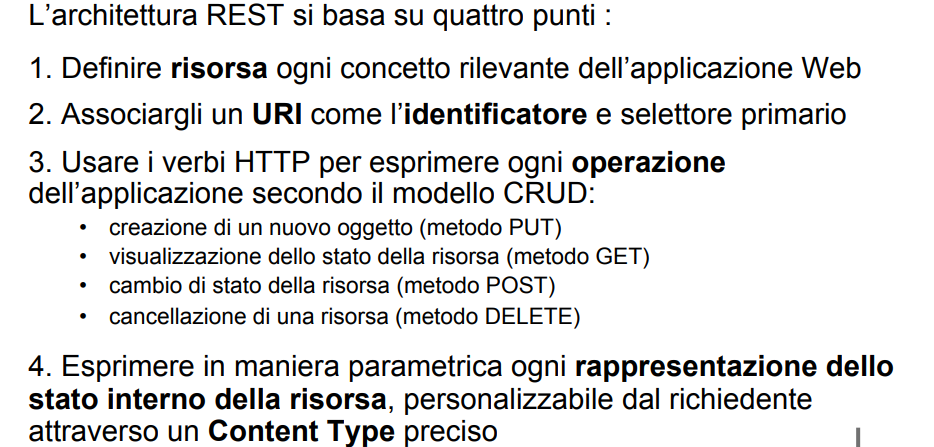 L’architettura REST si basa su quattro punti :
1. Definire risorsa ogni concetto rilevante dell’applicazione Web
2. Associargli un URI come l’identificatore e selettore primario
3. Usare i verbi HTTP per esprimere ogni operazione
dell’applicazione secondo il modello CRUD:
• creazione di un nuovo oggetto (metodo PUT)
• visualizzazione dello stato della risorsa (metodo GET)
• cambio di stato della risorsa (metodo POST)
• cancellazione di una risorsa (metodo DELETE)
4. Esprimere in maniera parametrica ogni rappresentazione dello
stato interno della risorsa, personalizzabile dal richiedente
attraverso un Content Type preciso